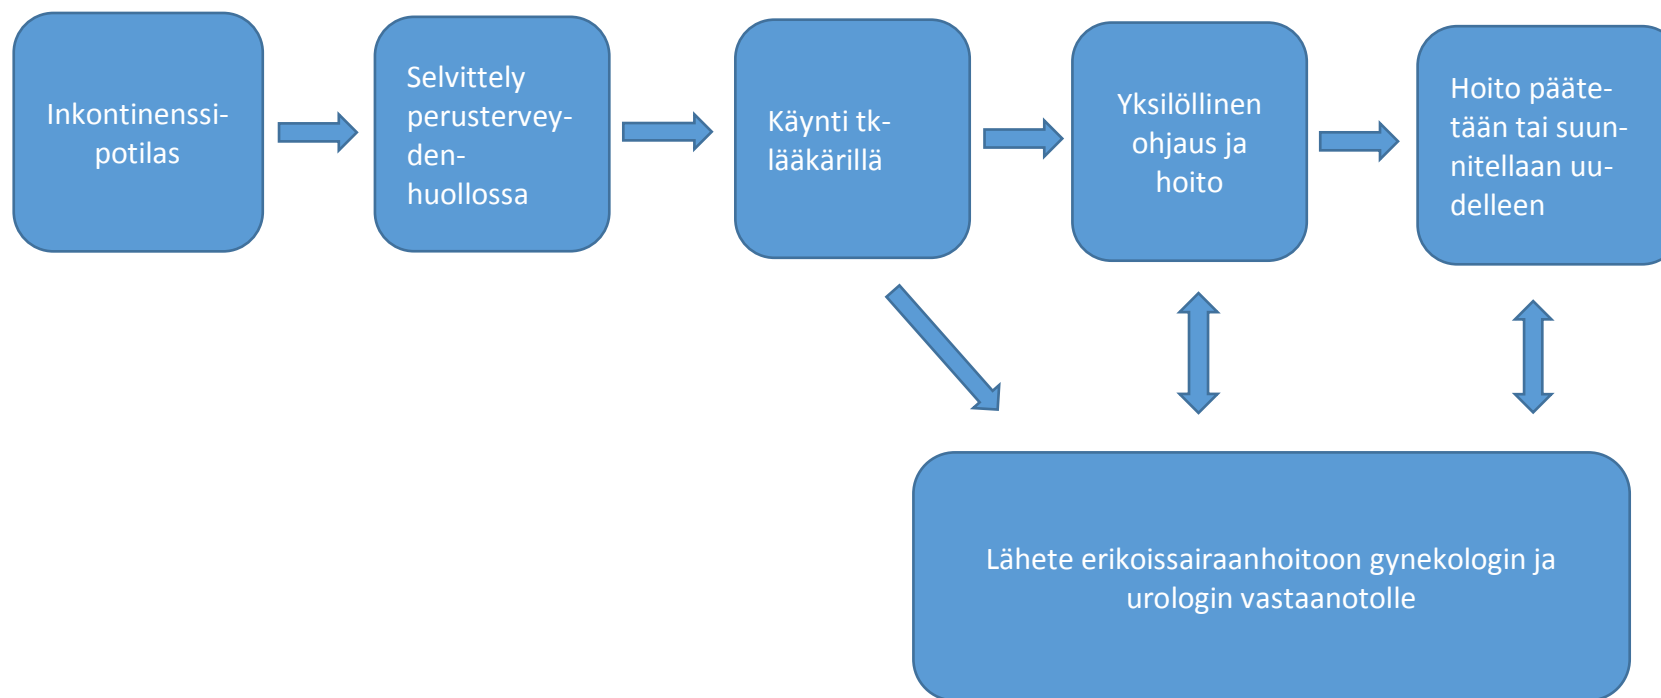 Inkontinenssi-
potilas
Selvittely
perustervey-
den-
huollossa
Käynti tk-
lääkärillä
Yksilöllinen
ohjaus ja
hoito
Hoito pääte-
tään tai suun-
nitellaan uu-
delleen
Lähete erikoissairaanhoitoon gynekologin ja
urologin vastaanotolle